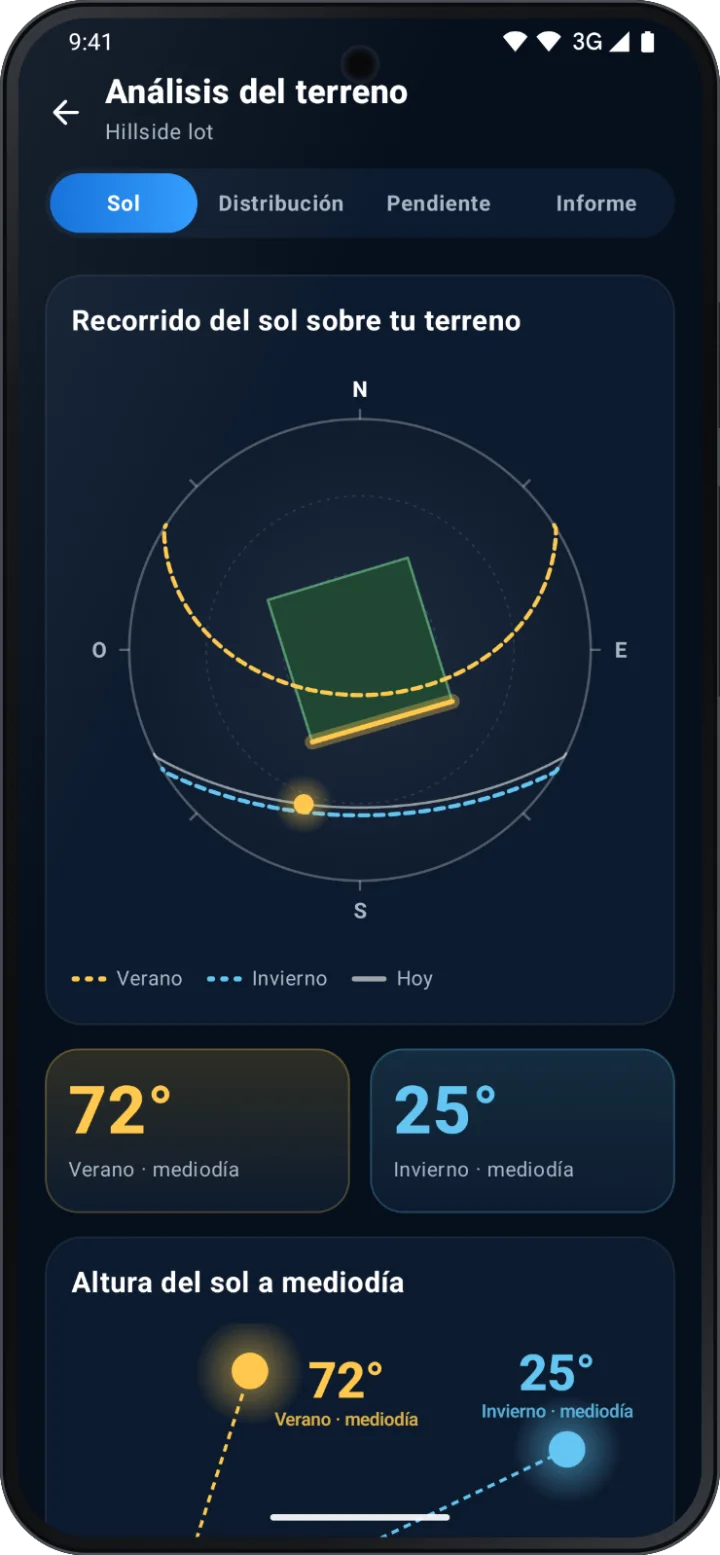 9:41
3G
Análisis del terreno
Hillside lot
Sol
Distribución
Pendiente
Informe
Recorrido del sol sobre tu terreno
N
O
E
S
Verano
Invierno
Hoy
72°
Verano · mediodía
25°
Invierno · mediodía
Altura del sol a mediodía
72°
Verano · mediodía
25°
Invierno · mediodía